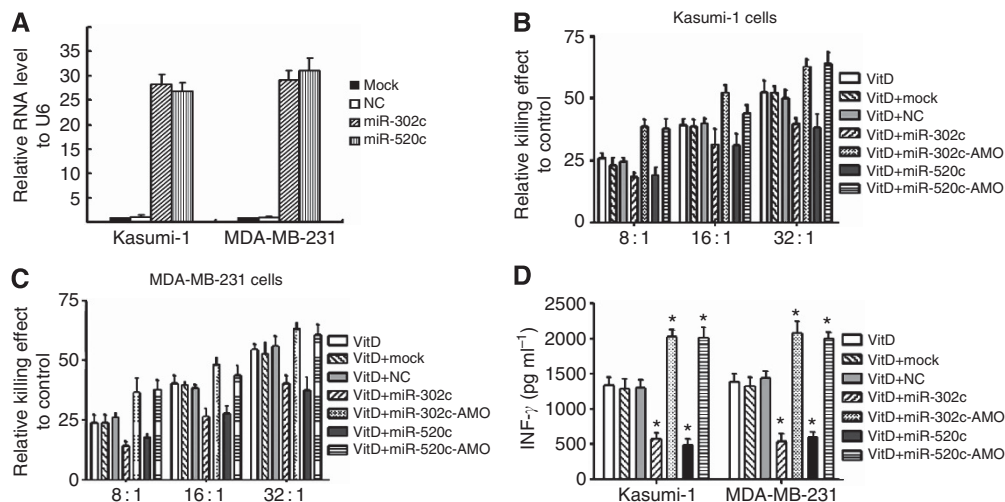 A
Relative RNA level
to U6
35
30
25
20
15
10
5
Kasumi-1
MDA-MB-231
Mock
NC
miR-302c
miR-520c
B
Kasumi-1 cells
Relative killing effect
to control
75
50
25
0
8 : 1
16 : 1
32 : 1
VitD
VitD+mock
VitD+NC
VitD+miR-302c
VitD+miR-302c-AMO
VitD+miR-520c
VitD+miR-520c-AMO
C
MDA-MB-231 cells
Relative killing effect
to control
75
50
25
0
8 : 1
16 : 1
32 : 1
VitD
VitD+mock
VitD+NC
VitD+miR-302c
VitD+miR-302c-AMO
VitD+miR-520c
VitD+miR-520c-AMO
D
INF-γ (pg ml⁻¹)
2500
2000
1500
1000
500
0
* * * * * * * *
Kasumi-1
MDA-MB-231
VitD
VitD+mock
VitD+NC
VitD+miR-302c
VitD+miR-302c-AMO
VitD+miR-520c
VitD+miR-520c-AMO